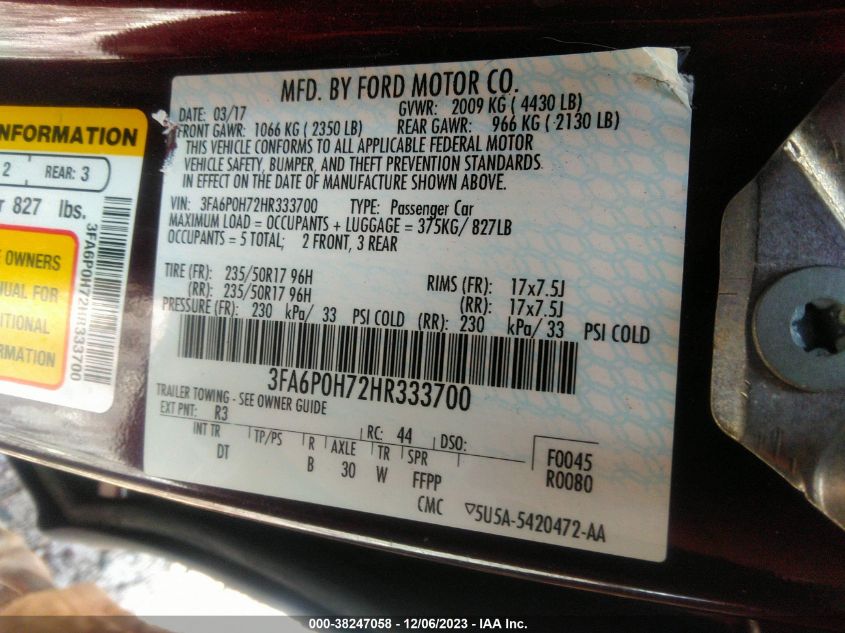 NFORMATION
2 REAR: 3
r 827 lbs.
E OWNERS
NUAL FOR
ITIONAL
RMATION
3FA6P0H72HR333700
MFD. BY FORD MOTOR CO.
DATE: 03/17 GVWR: 2009 KG ( 4430 LB)
FRONT GAWR: 1066 KG ( 2350 LB) REAR GAWR: 966 KG ( 2130 LB)
THIS VEHICLE CONFORMS TO ALL APPLICABLE FEDERAL MOTOR
VEHICLE SAFETY, BUMPER, AND THEFT PREVENTION STANDARDS
IN EFFECT ON THE DATE OF MANUFACTURE SHOWN ABOVE.
VIN: 3FA6P0H72HR333700 TYPE: Passenger Car
MAXIMUM LOAD = OCCUPANTS + LUGGAGE = 375KG/ 827LB
OCCUPANTS = 5 TOTAL; 2 FRONT, 3 REAR
TIRE (FR): 235/50R17 96H RIMS (FR): 17x7.5J
(RR): 235/50R17 96H (RR): 17x7.5J
PRESSURE (FR): 230 kPa/ 33 PSI COLD (RR): 230 kPa/ 33 PSI COLD
3FA6P0H72HR333700
TRAILER TOWING - SEE OWNER GUIDE
EXT PNT: R3 RC: 44 DSO:
INT TR TP/PS R AXLE TR SPR F0045
DT B 30 W FFPP R0080
CMC ▽5U5A-5420472-AA
000-38247058 - 12/06/2023 - IAA Inc.